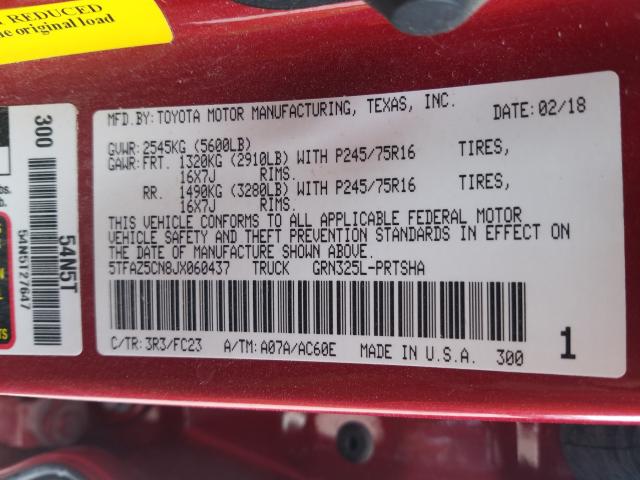 REDUCED
e original load
MFD.BY: TOYOTA MOTOR MANUFACTURING, TEXAS, INC. DATE: 02/18
GVWR: 2545KG (5600LB)
GAWR: FRT. 1320KG (2910LB) WITH P245/75R16 TIRES,
16X7J RIMS.
RR. 1490KG (3280LB) WITH P245/75R16 TIRES,
16X7J RIMS.
THIS VEHICLE CONFORMS TO ALL APPLICABLE FEDERAL MOTOR
VEHICLE SAFETY AND THEFT PREVENTION STANDARDS IN EFFECT ON
THE DATE OF MANUFACTURE SHOWN ABOVE.
5TFAZ5CN8JX060437 TRUCK GRN325L-PRTSHA
C/TR: 3R3/FC23 A/TM: A07A/AC60E MADE IN U.S.A. 300 1
300
54N5T
54N5T27647
bs.
b.
TS